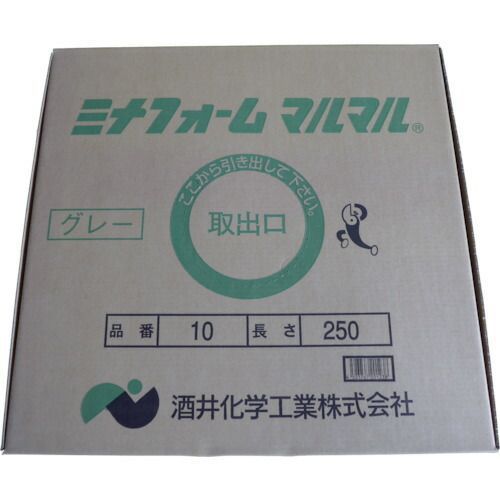 ミナフォーム マルマル®
ここから引き出して下さい。
グレー
取出口
品番 10 長さ 250
酒井化学工業株式会社